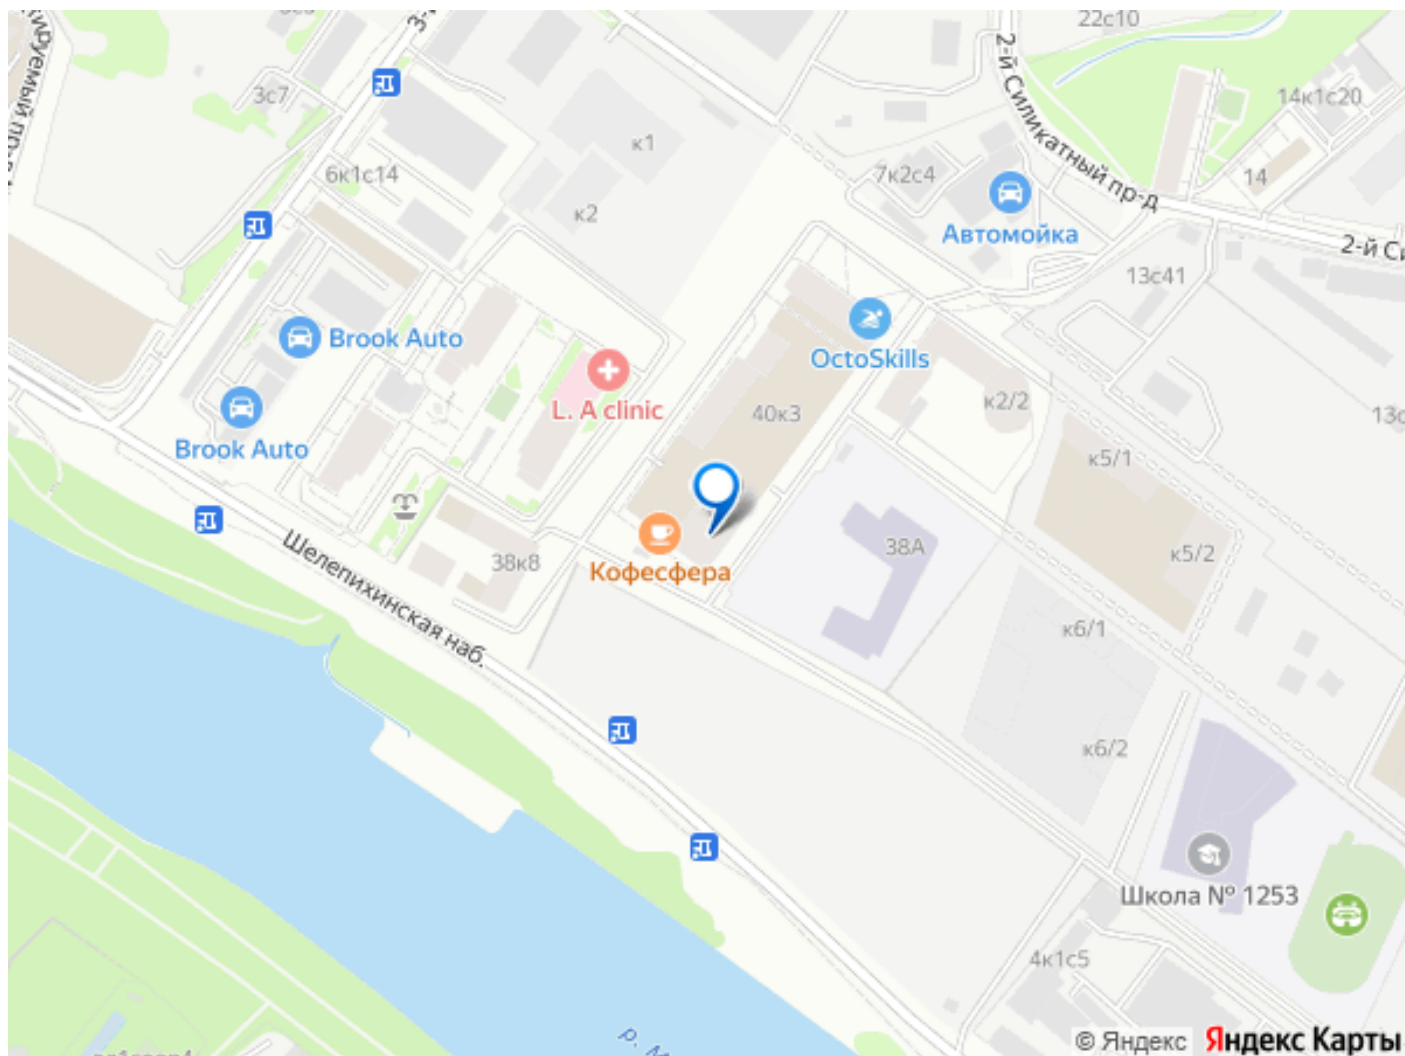 22с10
2-й Силикатный пр-д
3с7
14к1с20
к1
6к1с14
7к2с4
14
к2
Автомойка
2-й Си
13с41
Brook Auto
OctoSkills
L. A clinic
к2/2
40к3
13с
Brook Auto
к5/1
Шелепихинская наб.
38к8
38А
к5/2
Кофесфера
к6/1
к6/2
Школа № 1253
4к1с5
р. М
© Яндекс Яндекс Карты